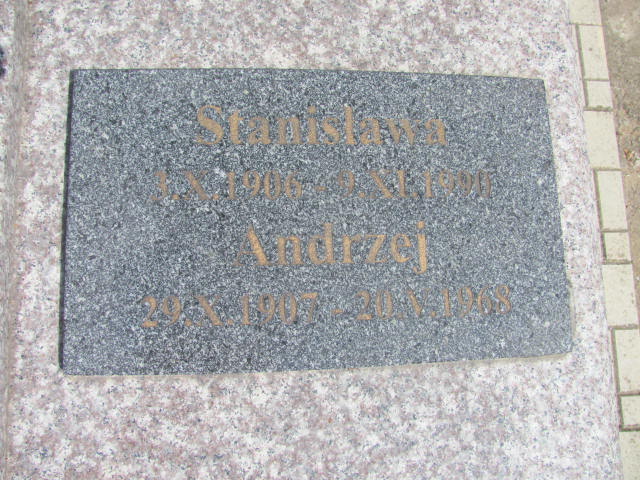 Stanisława
3.X.1906 - 9.XI.1990
Andrzej
29.X.1907 - 20.V.1968